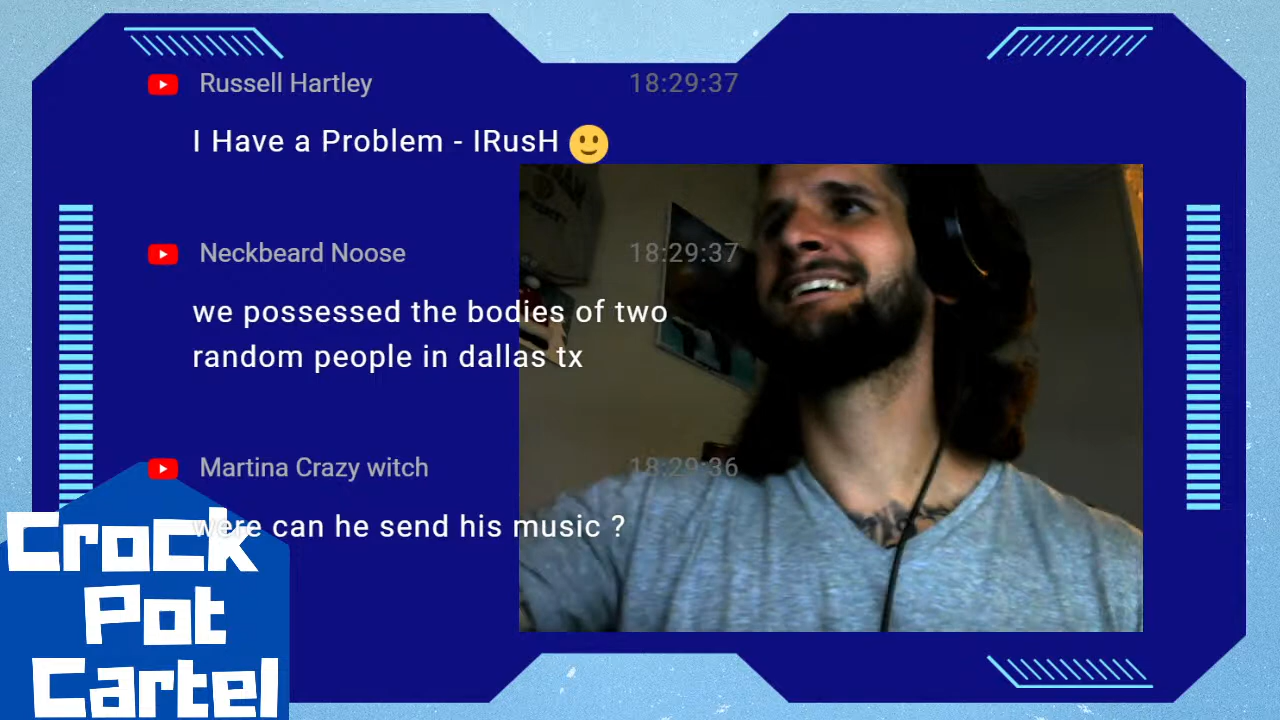 Russell Hartley 18:29:37
I Have a Problem - IRusH 🙂
Neckbeard Noose 18:29:37
we possessed the bodies of two
random people in dallas tx
Martina Crazy witch 18:29:36
were can he send his music ?
Crock
Pot
Cartel